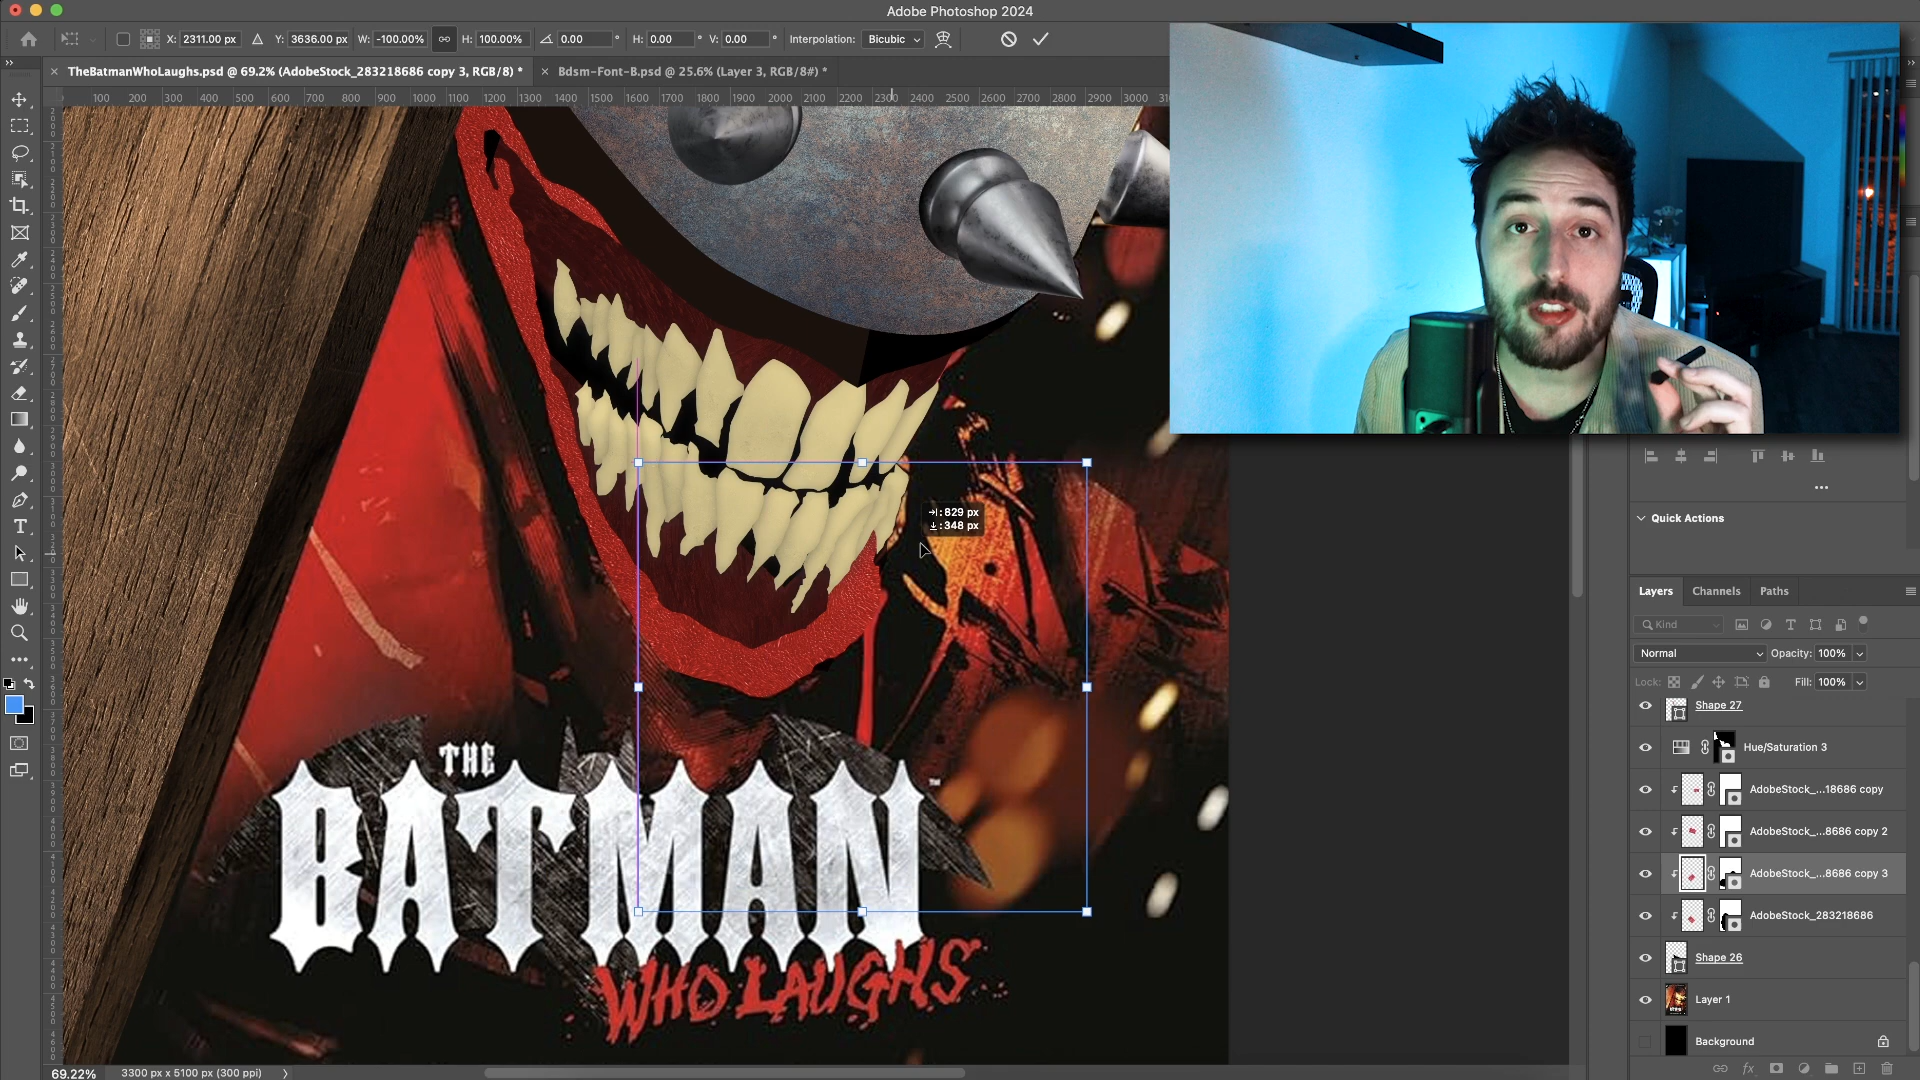 Adobe Photoshop 2024
X: 2311.00 px Y: 3636.00 px W: -100.00% H: 100.00% 0.00 ° H: 0.00 ° V: 0.00 ° Interpolation: Bicubic
TheBatmanWhoLaughs.psd @ 69.2% (AdobeStock_283218686 copy 3, RGB/8) *
Bdsm-Font-B.psd @ 25.6% (Layer 3, RGB/8#) *
100 200 300 400 500 600 700 800 900 1000 1100 1200 1300 1400 1500 1600 1700 1800 1900 2000 2100 2200 2300 2400 2500 2600 2700 2800 2900 3000
: 829 px
: 348 px
THE
BATMAN
™
WHO LAUGHS
Quick Actions
Layers Channels Paths
Kind
Normal Opacity: 100%
Lock: Fill: 100%
Shape 27
Hue/Saturation 3
AdobeStock_...18686 copy
AdobeStock_...8686 copy 2
AdobeStock_...8686 copy 3
AdobeStock_283218686
Shape 26
Layer 1
Background
fx
69.22% 3300 px x 5100 px (300 ppi)